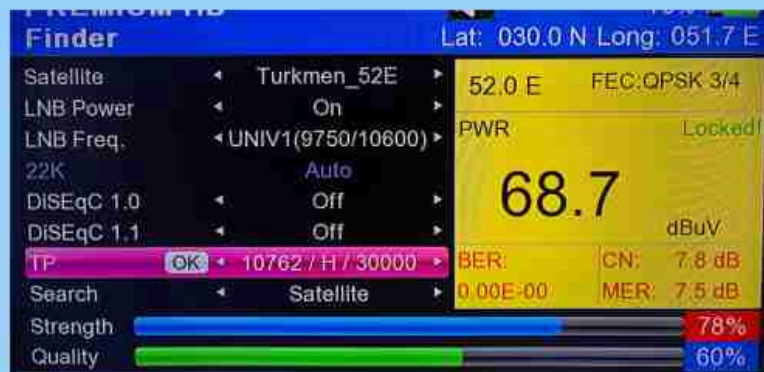 PREMIUM HD
Finder
Lat: 030.0 N Long: 051.7 E
Satellite Turkmen_52E
LNB Power On
LNB Freq. UNIV1(9750/10600)
22K Auto
DiSEqC 1.0 Off
DiSEqC 1.1 Off
TP OK 10762 / H / 30000
Search Satellite
Strength 78%
Quality 60%
52.0 E FEC:QPSK 3/4
PWR Locked!
68.7
dBuV
BER: CN: 7.8 dB
0.00E-00 MER: 7.5 dB